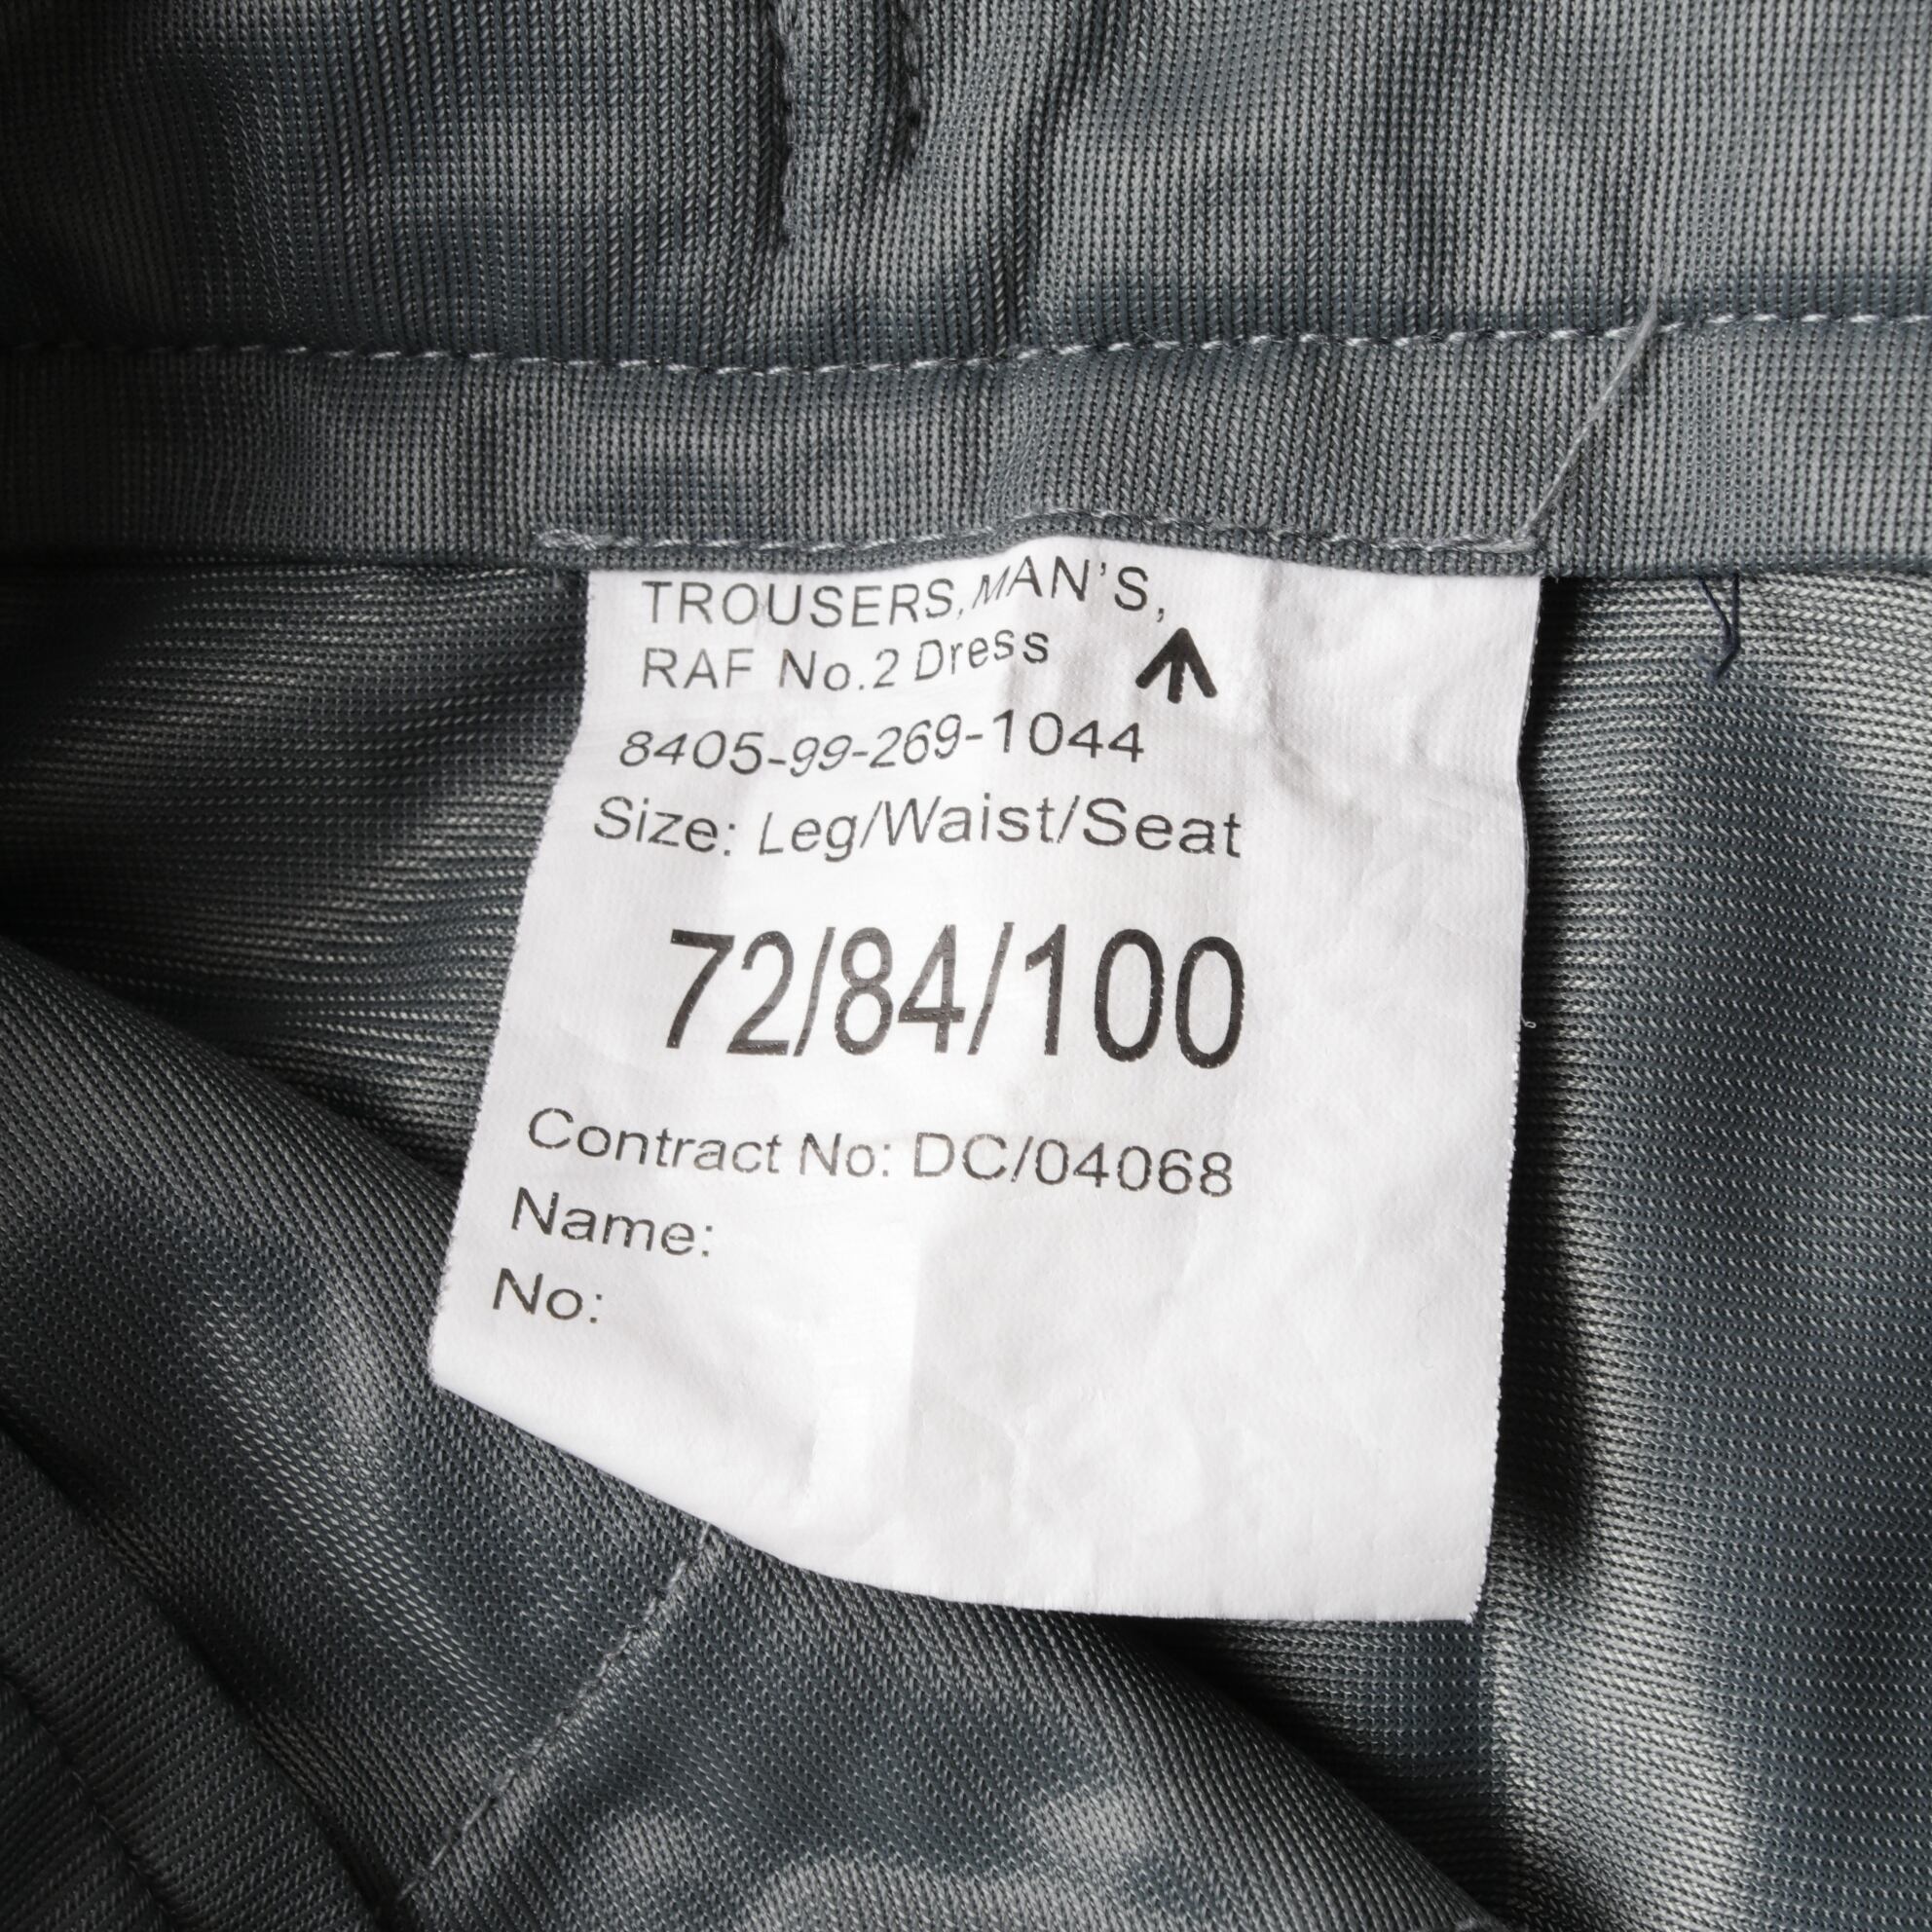 TROUSERS, MAN'S,
RAF No.2 Dress
8405-99-269-1044
Size: Leg/Waist/Seat
72/84/100
Contract No: DC/04068
Name:
No: